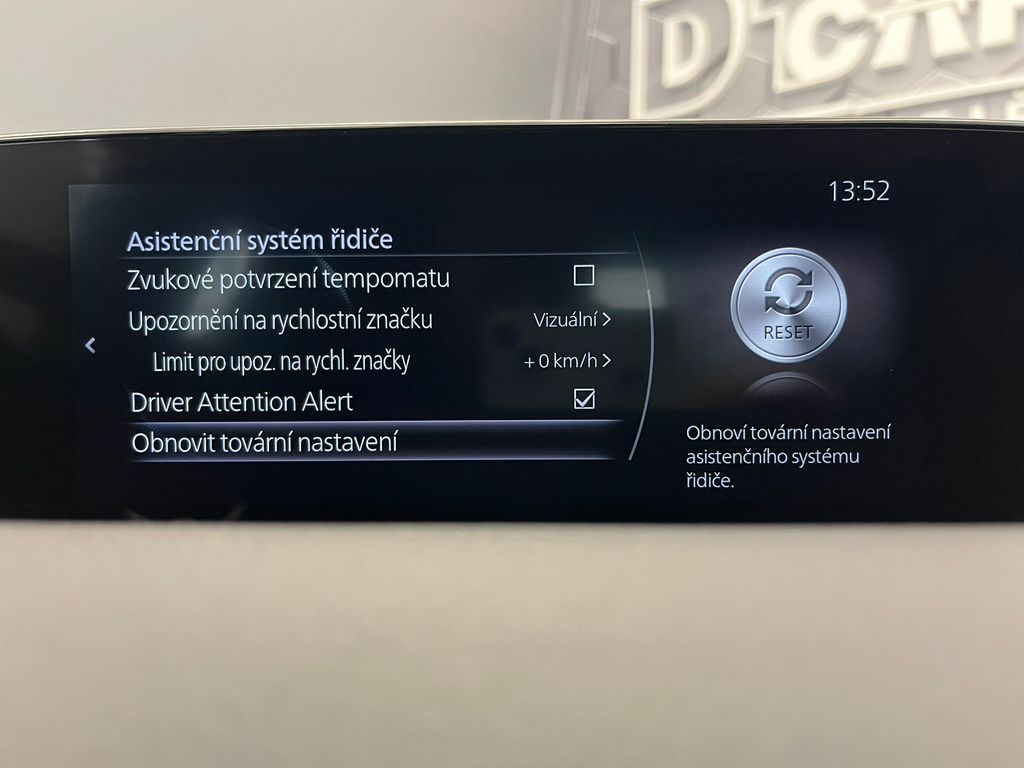 D'CAR
13:52
Asistenční systém řidiče
Zvukové potvrzení tempomatu
Upozornění na rychlostní značku Vizuální >
Limit pro upoz. na rychl. značky + 0 km/h >
Driver Attention Alert
Obnovit tovární nastavení
RESET
Obnoví tovární nastavení
asistenčního systému
řidiče.